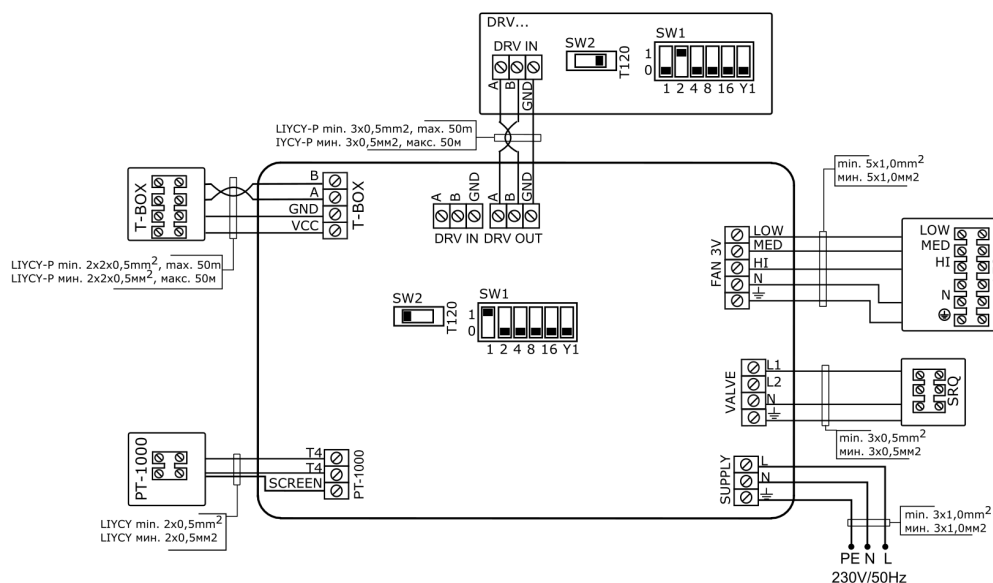 DRV...
DRV IN
A
B
GND
SW2
T120
SW1
1
0
1 2 4 8 16 Y1
LIYCY-P min. 3x0,5mm2, max. 50m
IYCY-P мин. 3x0,5мм2, макс. 50м
T-BOX
B
A
GND
VCC
T-BOX
LIYCY-P min. 2x2x0,5mm2, max. 50m
LIYCY-P мин. 2x2x0,5мм2, макс. 50м
A
B
GND
A
B
GND
DRV IN DRV OUT
SW2
T120
SW1
1
0
1 2 4 8 16 Y1
min. 5x1,0mm2
мин. 5x1,0мм2
FAN 3V
LOW
MED
HI
N
LOW
MED
HI
N
VALVE
L1
L2
N
SRQ
min. 3x0,5mm2
мин. 3x0,5мм2
PT-1000
T4
T4
SCREEN
PT-1000
LIYCY min. 2x0,5mm2
LIYCY мин. 2x0,5мм2
SUPPLY
L
N
min. 3x1,0mm2
мин. 3x1,0мм2
PE N L
230V/50Hz